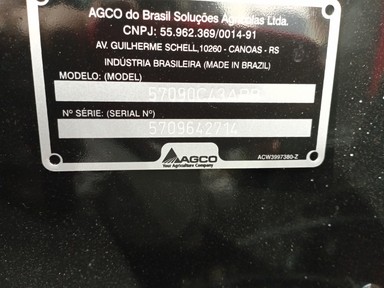 AGCO do Brasil Soluções Agrícolas Ltda.
CNPJ: 55.962.369/0014-91
AV. GUILHERME SCHELL,10260 - CANOAS - RS
INDÚSTRIA BRASILEIRA (MADE IN BRAZIL)
MODELO: (MODEL)
Nº SÉRIE: (SERIAL Nº)
5709642714
AGCO
Your Agriculture Company
ACW3997380-Z